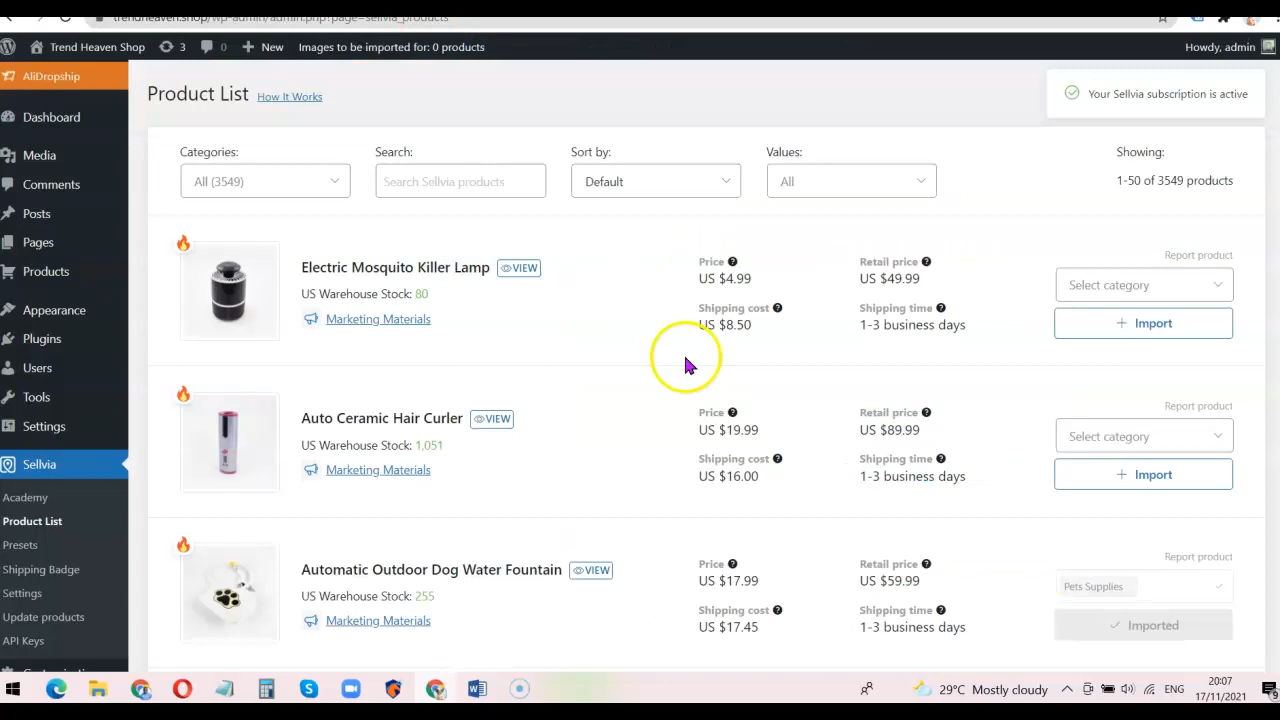 trendheaven.shop/wp-admin/admin.php?page=sellvia_products
Trend Heaven Shop 3 0 New Images to be imported for: 0 products Howdy, admin
AliDropship
Dashboard
Media
Comments
Posts
Pages
Products
Appearance
Plugins
Users
Tools
Settings
Sellvia
Academy
Product List
Presets
Shipping Badge
Settings
Update products
API Keys
Product List How It Works
Your Sellvia subscription is active
Categories: Search: Sort by: Values: Showing:
All (3549) Search Sellvia products Default All 1-50 of 3549 products
Electric Mosquito Killer Lamp VIEW
US Warehouse Stock: 80
Marketing Materials
Price ? Retail price ?
US $4.99 US $49.99
Shipping cost ? Shipping time ?
US $8.50 1-3 business days
Report product
Select category
+ Import
Auto Ceramic Hair Curler VIEW
US Warehouse Stock: 1,051
Marketing Materials
Price ? Retail price ?
US $19.99 US $89.99
Shipping cost ? Shipping time ?
US $16.00 1-3 business days
Report product
Select category
+ Import
Automatic Outdoor Dog Water Fountain VIEW
US Warehouse Stock: 255
Marketing Materials
Price ? Retail price ?
US $17.99 US $59.99
Shipping cost ? Shipping time ?
US $17.45 1-3 business days
Report product
Pets Supplies
Imported
29°C Mostly cloudy ENG 20:07
17/11/2021